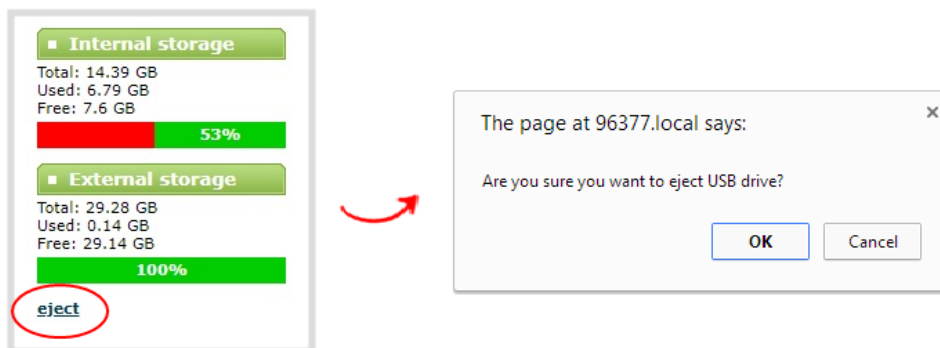 Internal storage
Total: 14.39 GB
Used: 6.79 GB
Free: 7.6 GB
53%
External storage
Total: 29.28 GB
Used: 0.14 GB
Free: 29.14 GB
100%
eject
The page at 96377.local says:
Are you sure you want to eject USB drive?
OK Cancel